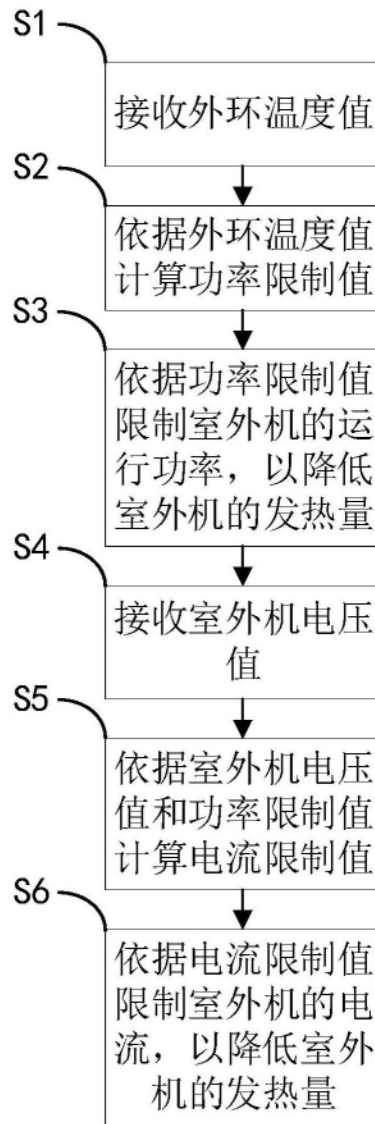 S1
接收外环温度值
S2
依据外环温度值
计算功率限制值
S3
依据功率限制值
限制室外机的运
行功率，以降低
室外机的发热量
S4
接收室外机电压
值
S5
依据室外机电压
值和功率限制值
计算电流限制值
S6
依据电流限制值
限制室外机的电
流，以降低室外
机的发热量